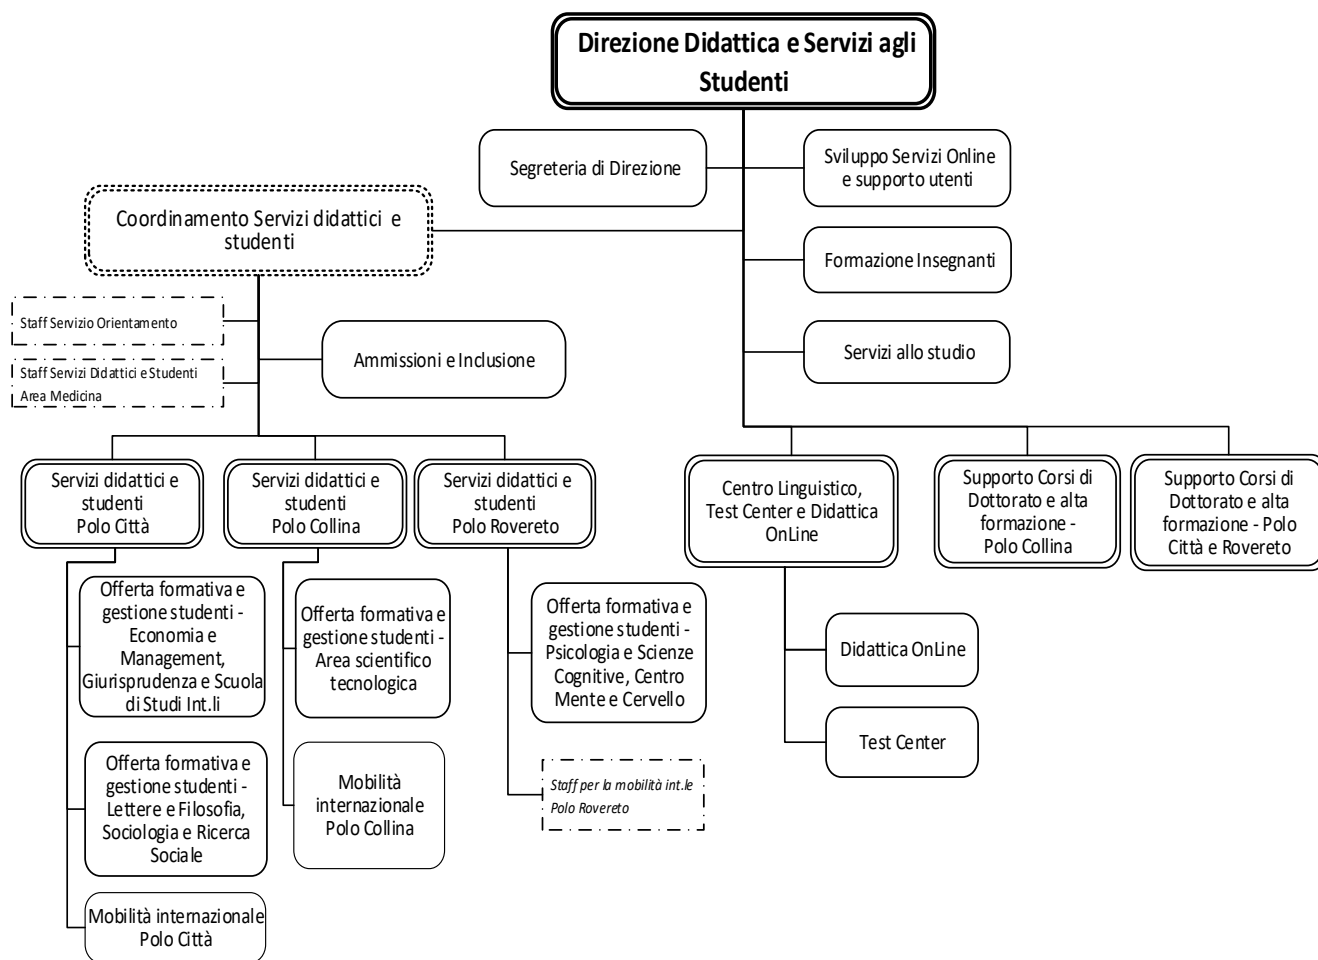 Direzione Didattica e Servizi agli
Studenti
Segreteria di Direzione
Sviluppo Servizi Online
e supporto utenti
Coordinamento Servizi didattici e
studenti
Formazione Insegnanti
Staff Servizio Orientamento
Ammissioni e Inclusione
Servizi allo studio
Staff Servizi Didattici e Studenti
Area Medicina
Servizi didattici e
studenti
Polo Città
Servizi didattici e
studenti
Polo Collina
Servizi didattici e
studenti
Polo Rovereto
Centro Linguistico,
Test Center e Didattica
OnLine
Supporto Corsi di
Dottorato e alta
formazione -
Polo Collina
Supporto Corsi di
Dottorato e alta
formazione - Polo
Città e Rovereto
Offerta formativa e
gestione studenti -
Economia e
Management,
Giurisprudenza e Scuola
di Studi Int.li
Offerta formativa e
gestione studenti -
Area scientifico
tecnologica
Offerta formativa e
gestione studenti -
Psicologia e Scienze
Cognitive, Centro
Mente e Cervello
Didattica OnLine
Test Center
Offerta formativa e
gestione studenti -
Lettere e Filosofia,
Sociologia e Ricerca
Sociale
Mobilità
internazionale
Polo Collina
Staff per la mobilità int.le
Polo Rovereto
Mobilità internazionale
Polo Città